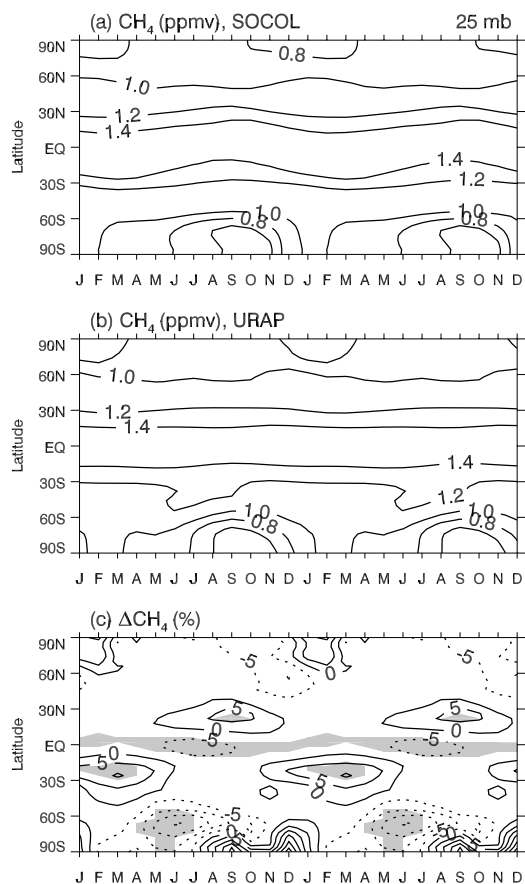 (a) CH4 (ppmv), SOCOL 25 mb
90N
0.8
60N
1.0
30N
1.2
1.4
EQ
Latitude
1.4
30S
1.2
60S
1.0 1.0
0.8 0.8
90S
J F M A M J J A S O N D J F M A M J J A S O N D
(b) CH4 (ppmv), URAP
90N
60N
1.0
30N
1.2
1.4
EQ
Latitude
1.4
30S
1.2
60S
1.0 1.0
0.8 0.8
90S
J F M A M J J A S O N D J F M A M J J A S O N D
(c) ΔCH4 (%)
90N
-5 -5
60N
0
30N
5 5
0 0
EQ
-5 -5
Latitude
0
5 5
30S
0
60S
-5 -5
0
90S
J F M A M J J A S O N D J F M A M J J A S O N D